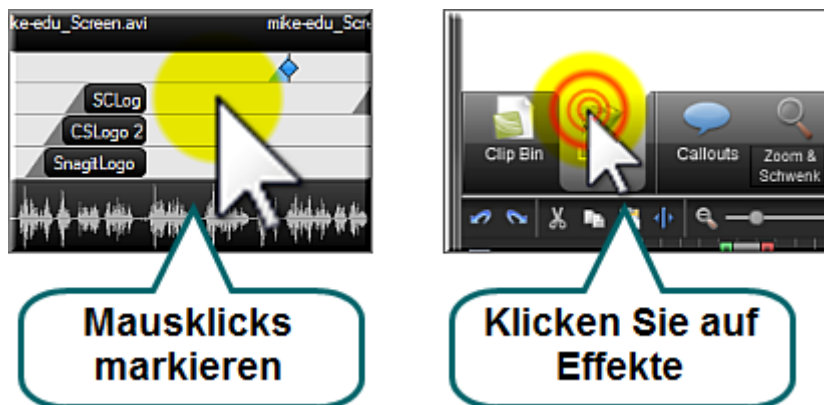 ke-edu_Screen.avi
mike-edu_Scre
SCLog
CSLogo 2
SnagitLogo
Mausklicks
markieren
Clip Bin
Callouts
Zoom &
Schwenk
Klicken Sie auf
Effekte